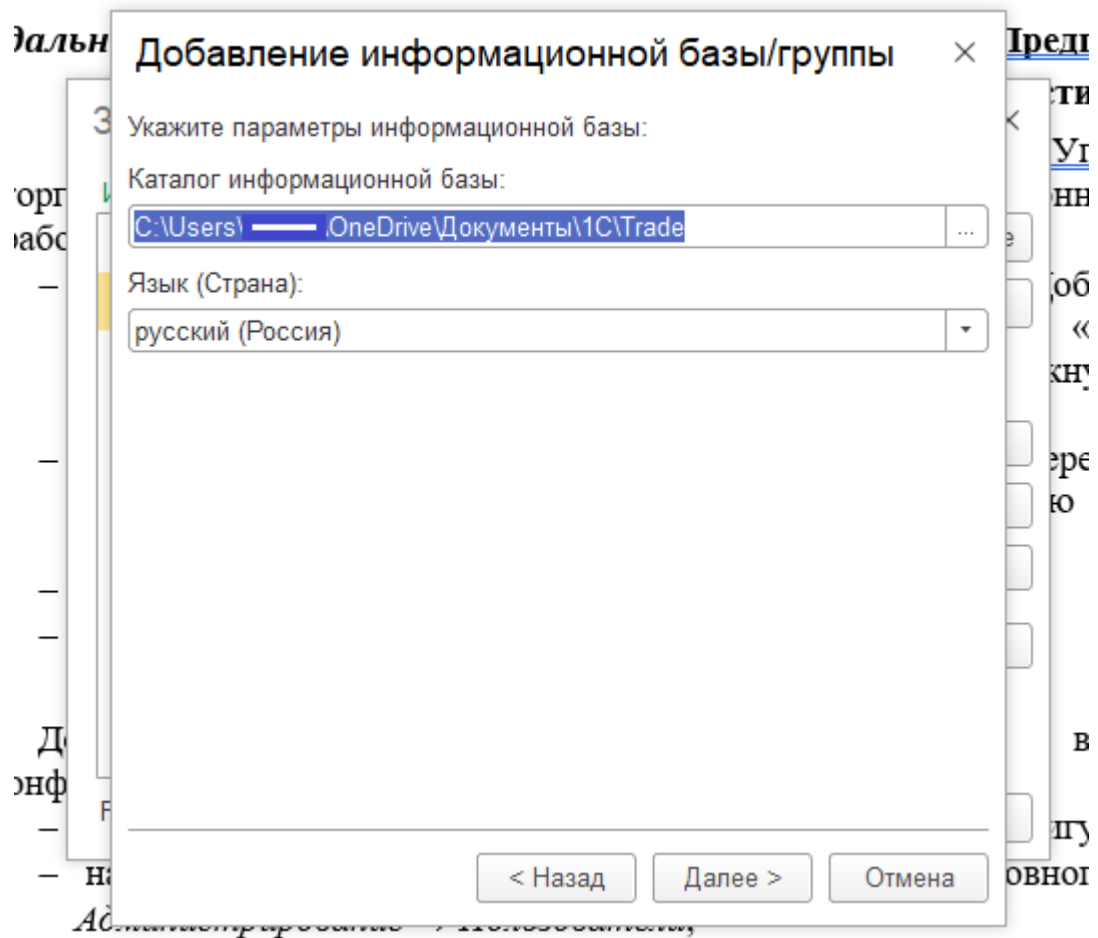 Добавление информационной базы/группы
Укажите параметры информационной базы:
Каталог информационной базы:
C:\Users\ \OneDrive\Документы\1C\Trade
...
Язык (Страна):
русский (Россия)
< Назад
Далее >
Отмена